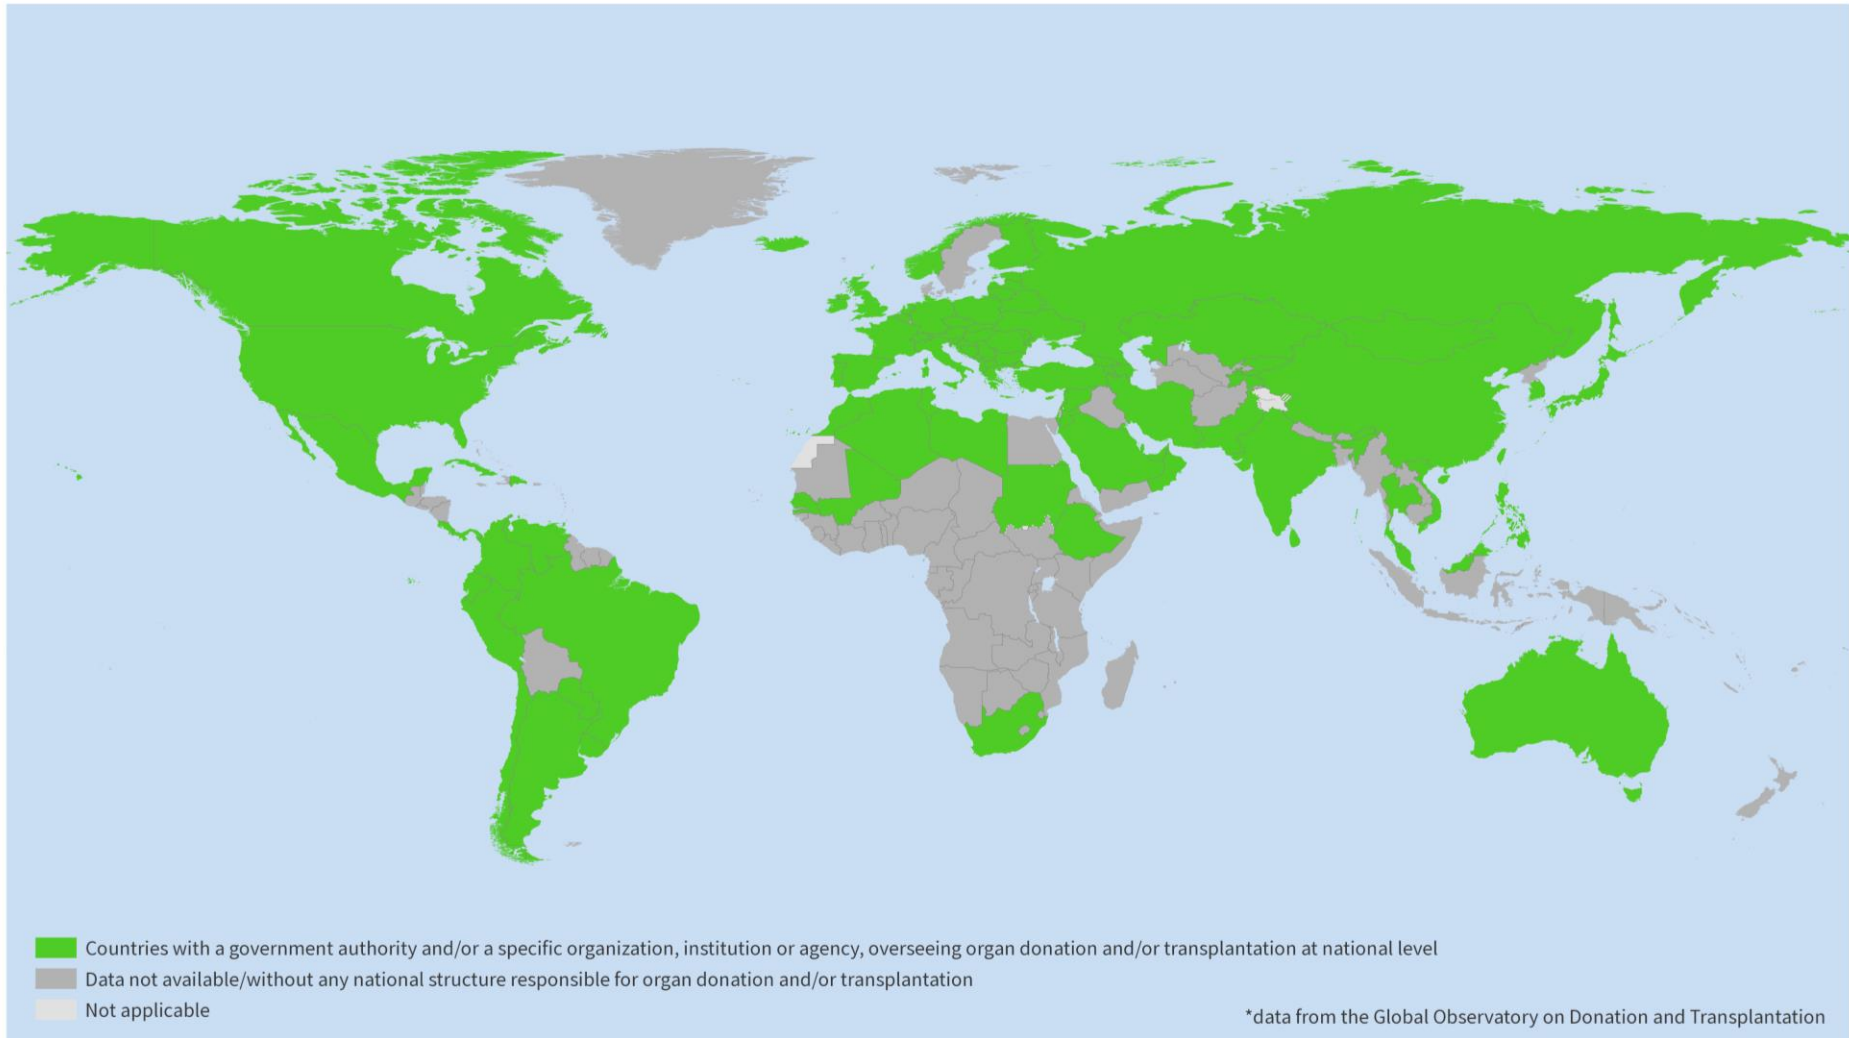 Countries with a government authority and/or a specific organization, institution or agency, overseeing organ donation and/or transplantation at national level
Data not available/without any national structure responsible for organ donation and/or transplantation
Not applicable
*data from the Global Observatory on Donation and Transplantation